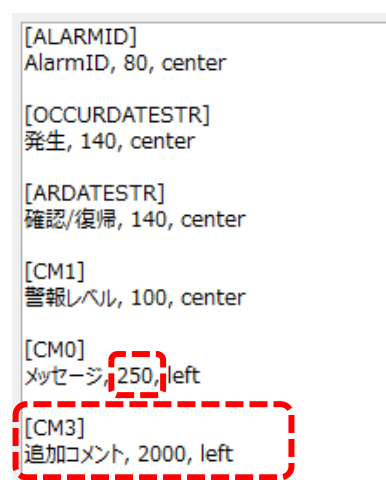 [ALARMID]
AlarmID, 80, center
[OCCURDATESTR]
発生, 140, center
[ARDATESTR]
確認/復帰, 140, center
[CM1]
警報レベル, 100, center
[CM0]
メッセージ, 250, left
[CM3]
追加コメント, 2000, left